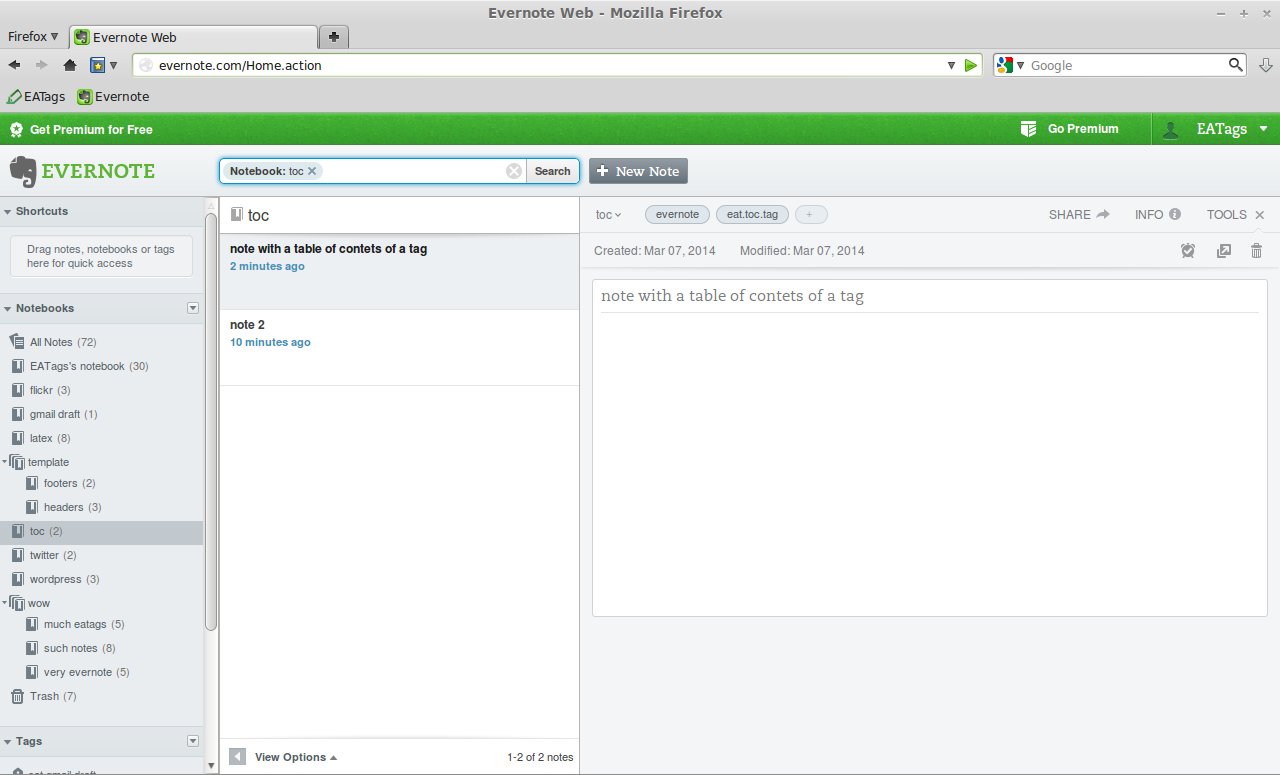 Evernote Web - Mozilla Firefox
Firefox
Evernote Web
evernote.com/Home.action
Google
EATags Evernote
Get Premium for Free
Go Premium
EATags
EVERNOTE
Notebook: toc
Search
New Note
Shortcuts
Drag notes, notebooks or tags
here for quick access
Notebooks
All Notes (72)
EATags's notebook (30)
flickr (3)
gmail draft (1)
latex (8)
template
footers (2)
headers (3)
toc (2)
twitter (2)
wordpress (3)
wow
much eatags (5)
such notes (8)
very evernote (5)
Trash (7)
Tags
toc
note with a table of contets of a tag
2 minutes ago
note 2
10 minutes ago
View Options
1-2 of 2 notes
toc evernote eat.toc.tag +
SHARE INFO TOOLS
Created: Mar 07, 2014 Modified: Mar 07, 2014
note with a table of contets of a tag